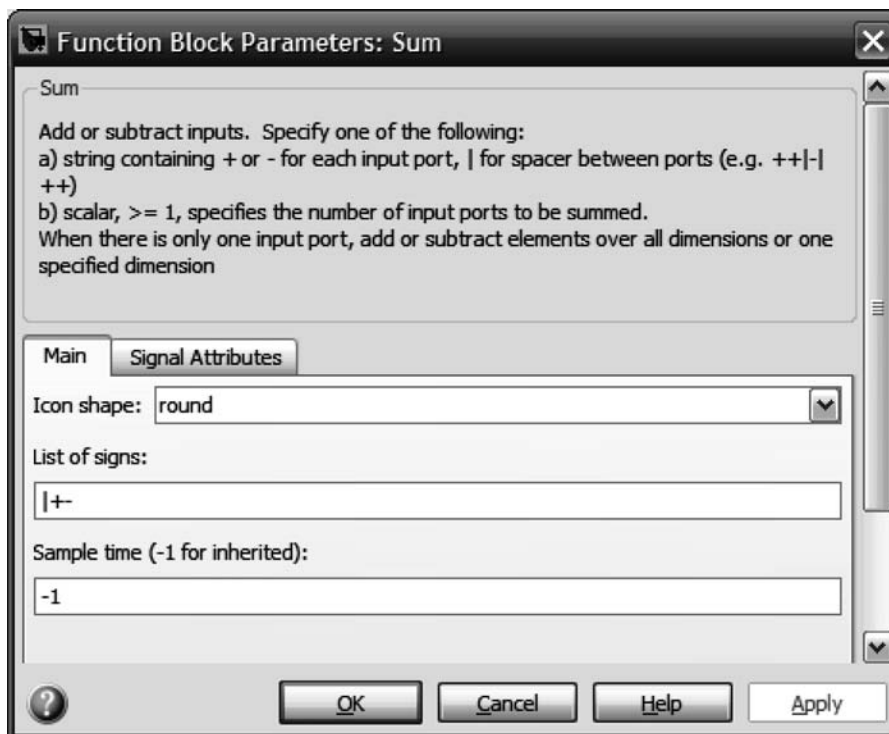 Function Block Parameters: Sum
Sum
Add or subtract inputs.  Specify one of the following:
a) string containing + or - for each input port, | for spacer between ports (e.g. ++|-|
++)
b) scalar, >= 1, specifies the number of input ports to be summed.
When there is only one input port, add or subtract elements over all dimensions or one
specified dimension
Main Signal Attributes
Icon shape: round
List of signs:
|+-
Sample time (-1 for inherited):
-1
? OK Cancel Help Apply